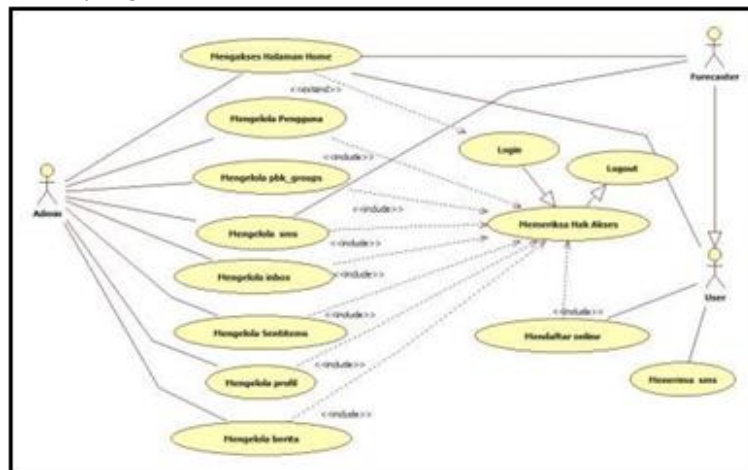 Mengakses Halaman Home
Forecaster
<<extend>>
Mengelola Pengguna
Login
<<include>>
Logout
Mengelola pbk_groups
Admin
<<include>>
Mengelola sms
Memeriksa Hak Akses
<<include>>
Mengelola inbox
<<include>>
User
Mengelola SentItems
<<include>>
<<include>>
Mendaftar online
<<include>>
Mengelola profil
Menerima sms
<<include>>
Mengelola berita